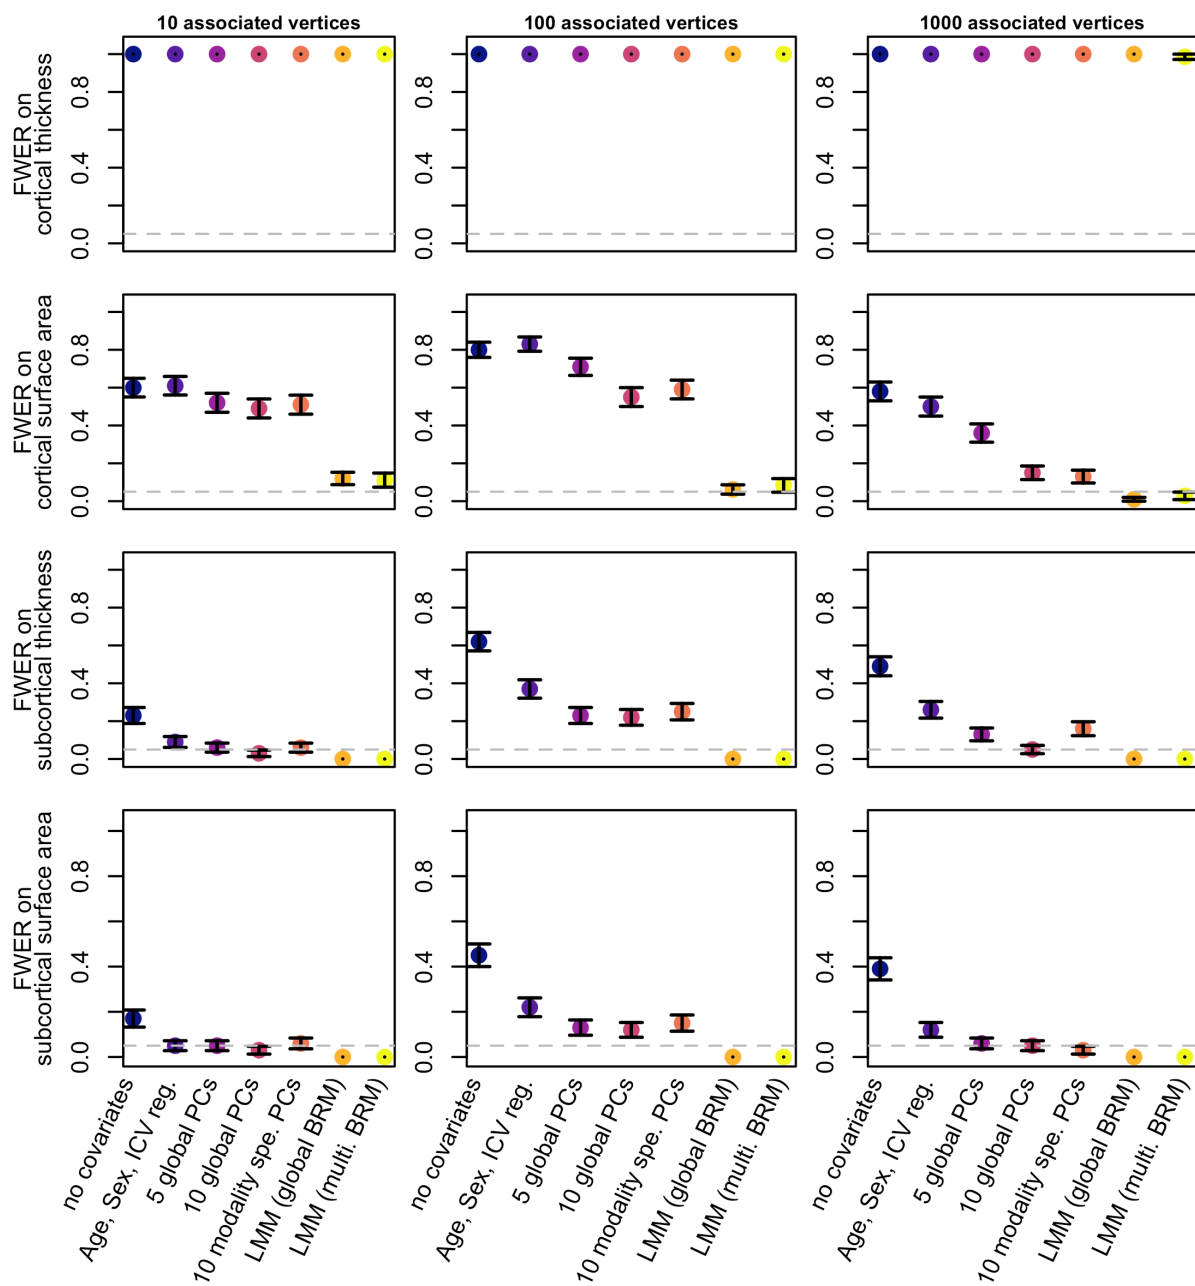 10 associated vertices
100 associated vertices
1000 associated vertices
FWER on
cortical thickness
0.0 0.4 0.8
0.0 0.4 0.8
0.0 0.4 0.8
FWER on
cortical surface area
0.0 0.4 0.8
0.0 0.4 0.8
0.0 0.4 0.8
FWER on
subcortical thickness
0.0 0.4 0.8
0.0 0.4 0.8
0.0 0.4 0.8
FWER on
subcortical surface area
0.0 0.4 0.8
0.0 0.4 0.8
0.0 0.4 0.8
no covariates
Age, Sex, ICV reg.
5 global PCs
10 global PCs
10 modality spe. PCs
LMM (global BRM)
LMM (multi. BRM)
no covariates
Age, Sex, ICV reg.
5 global PCs
10 global PCs
10 modality spe. PCs
LMM (global BRM)
LMM (multi. BRM)
no covariates
Age, Sex, ICV reg.
5 global PCs
10 global PCs
10 modality spe. PCs
LMM (global BRM)
LMM (multi. BRM)